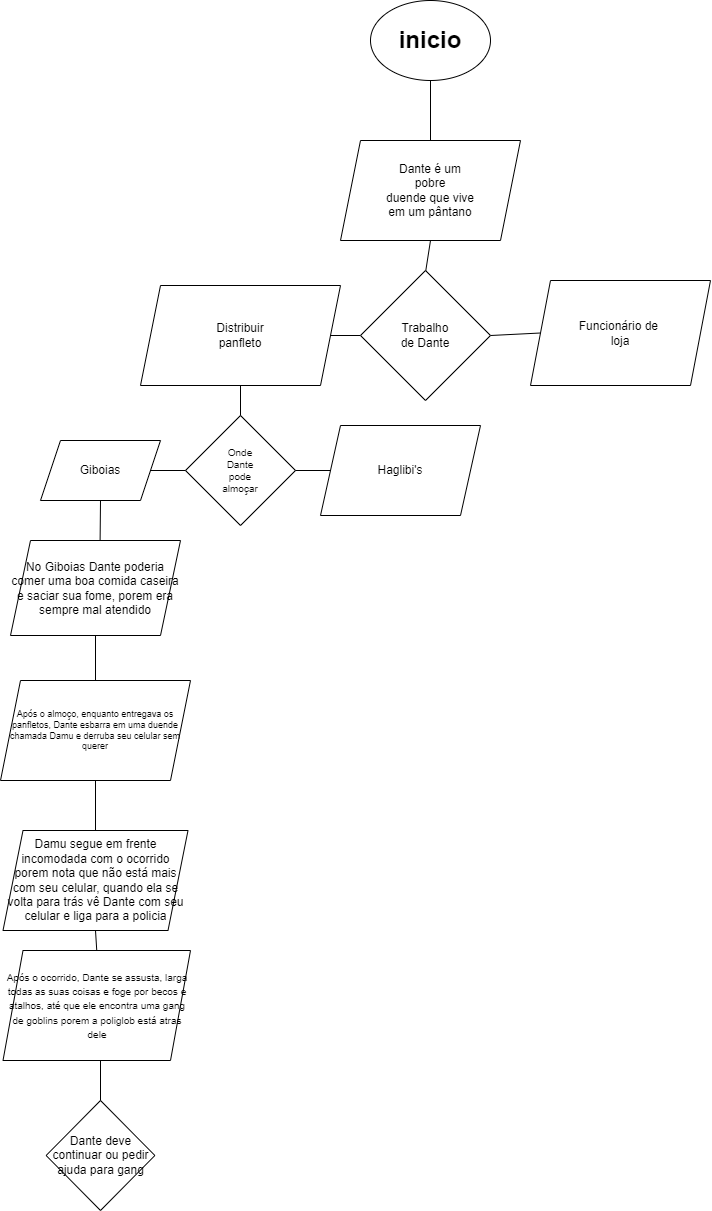 inicio
Dante é um
pobre
duende que vive
em um pântano
Distribuir
panfleto
Trabalho
de Dante
Funcionário de
loja
Giboias
Onde
Dante
pode
almoçar
Haglibi's
No Giboias Dante poderia
comer uma boa comida caseira
e saciar sua fome, porem era
sempre mal atendido
Após o almoço, enquanto entregava os
panfletos, Dante esbarra em uma duende
chamada Damu e derruba seu celular sem
querer
Damu segue em frente
incomodada com o ocorrido
porem nota que não está mais
com seu celular, quando ela se
volta para trás vê Dante com seu
celular e liga para a policia
Após o ocorrido, Dante se assusta, larga
todas as suas coisas e foge por becos e
atalhos, até que ele encontra uma gang
de goblins porem a poliglob está atras
dele
Dante deve
continuar ou pedir
ajuda para gang